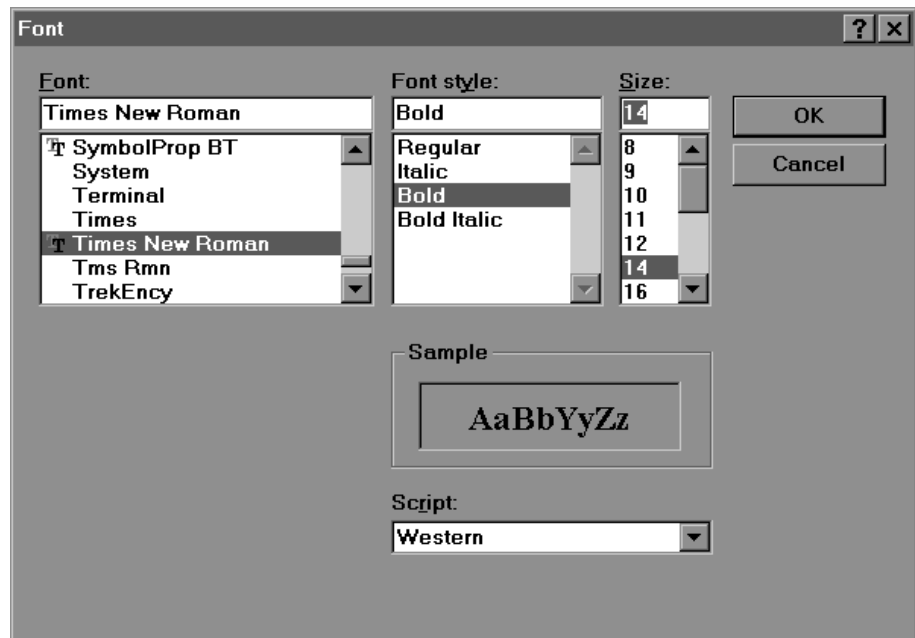 Font
Font:
Times New Roman
SymbolProp BT
System
Terminal
Times
Times New Roman
Tms Rmn
TrekEncy
Font style:
Bold
Regular
Italic
Bold
Bold Italic
Size:
14
8
9
10
11
12
14
16
OK
Cancel
Sample
AaBbYyZz
Script:
Western